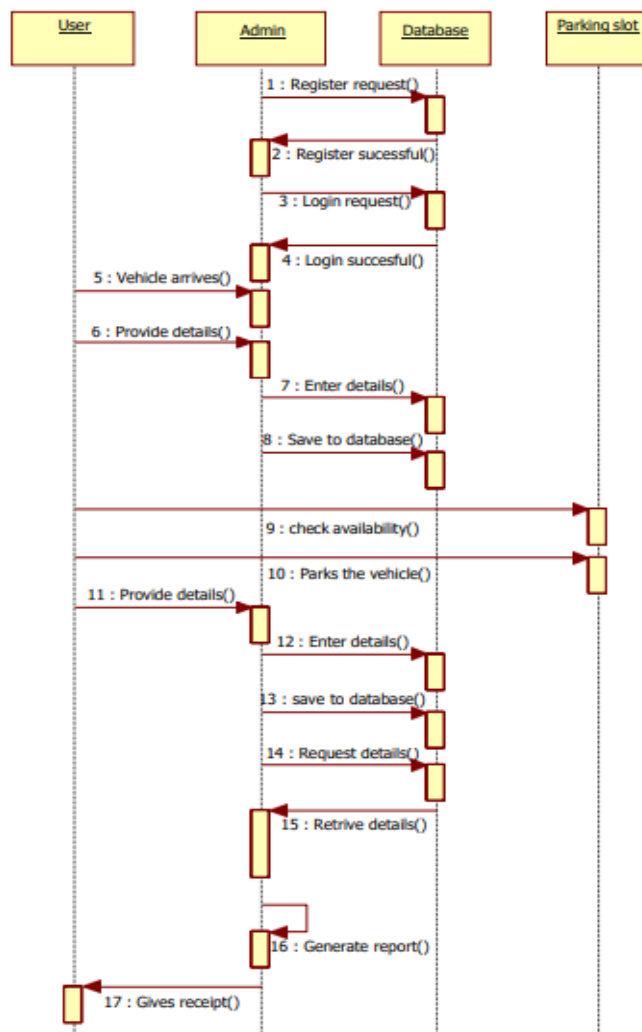 User
Admin
Database
Parking slot
1 : Register request()
2 : Register sucessful()
3 : Login request()
4 : Login succesful()
5 : Vehicle arrives()
6 : Provide details()
7 : Enter details()
8 : Save to database()
9 : check availability()
10 : Parks the vehicle()
11 : Provide details()
12 : Enter details()
13 : save to database()
14 : Request details()
15 : Retrive details()
16 : Generate report()
17 : Gives receipt()